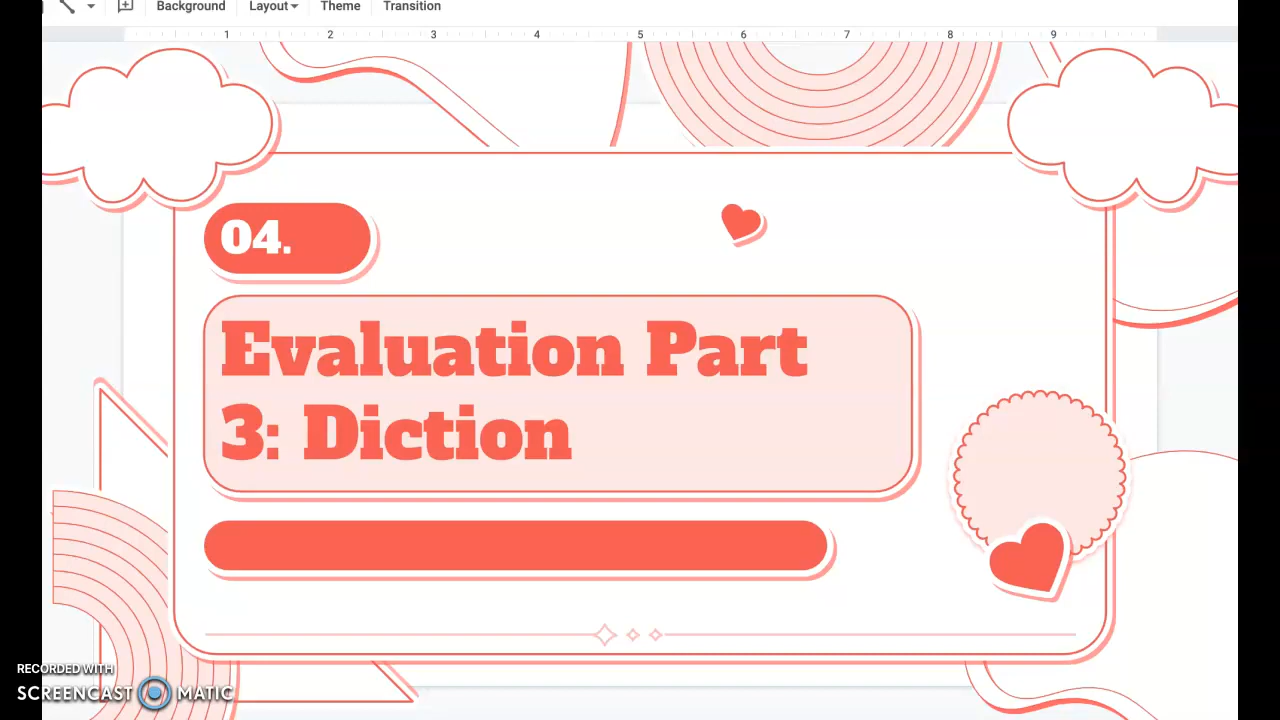 Background Layout Theme Transition
1 2 3 4 5 6 7 8 9
04.
Evaluation Part
3: Diction
RECORDED WITH
SCREENCAST MATIC